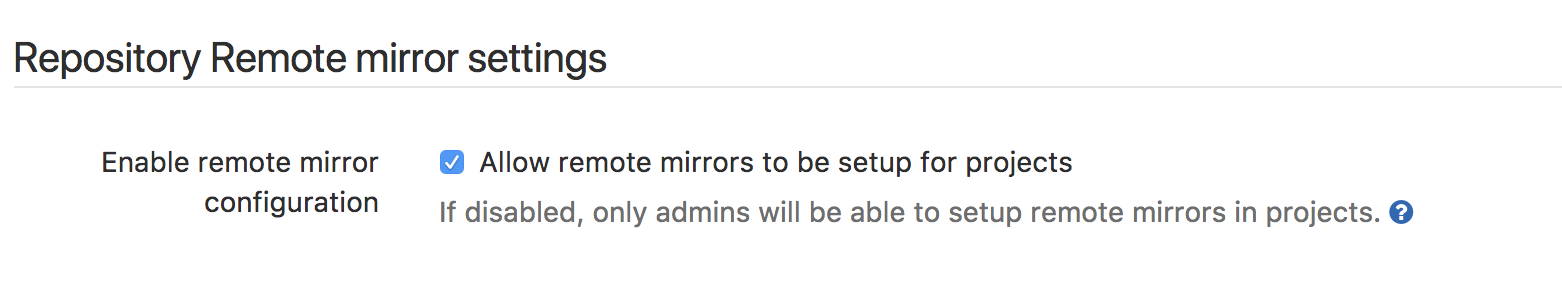 Repository Remote mirror settings
Enable remote mirror
configuration
Allow remote mirrors to be setup for projects
If disabled, only admins will be able to setup remote mirrors in projects. ?